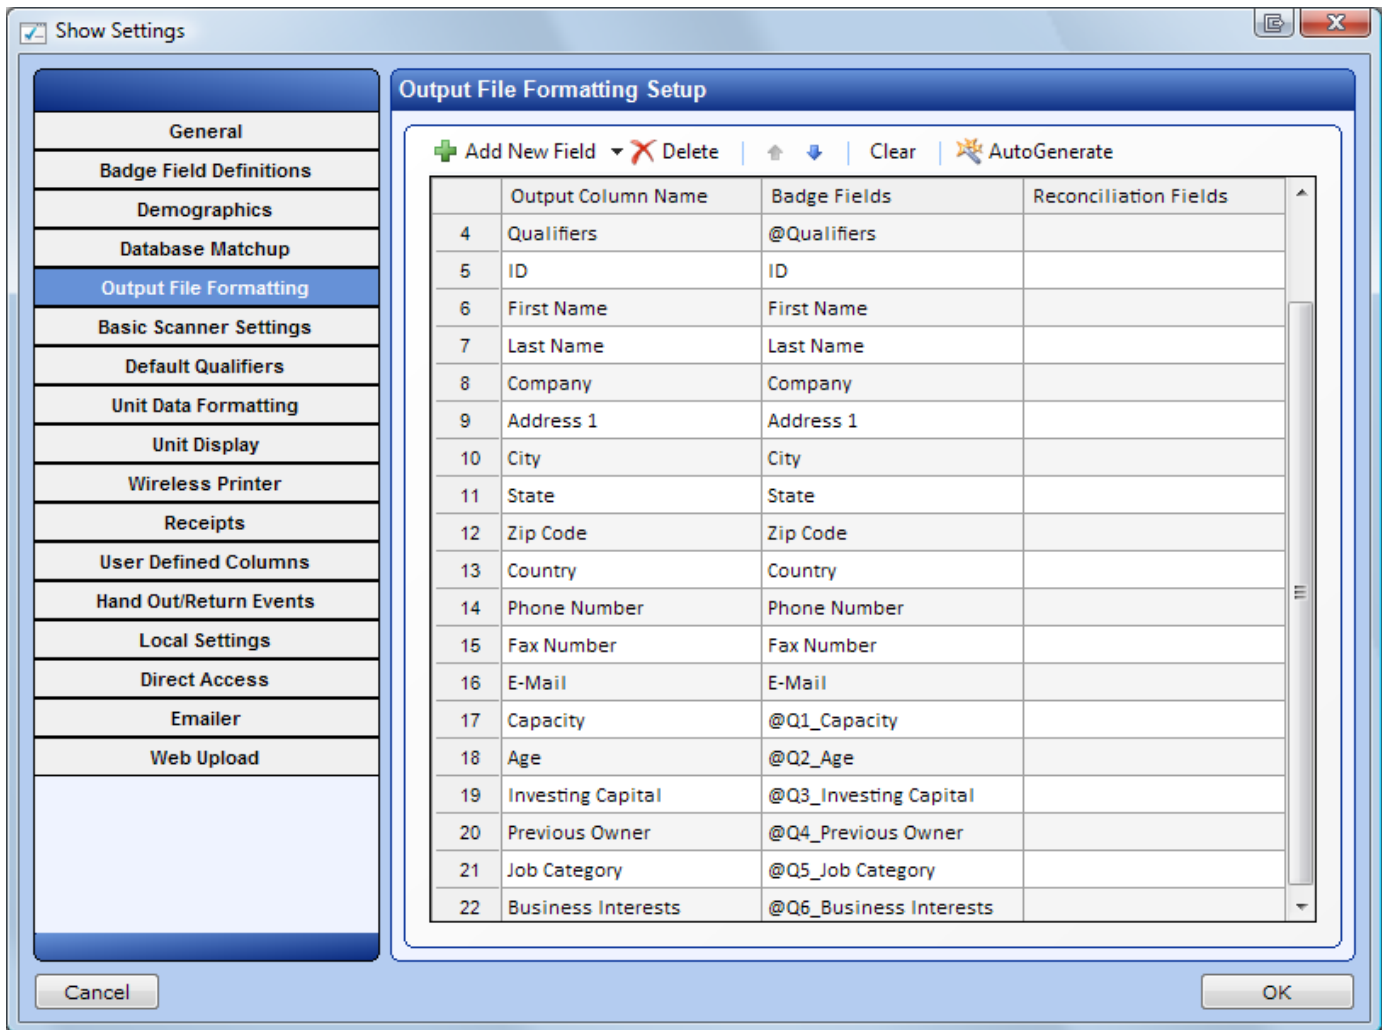 Show Settings
General
Badge Field Definitions
Demographics
Database Matchup
Output File Formatting
Basic Scanner Settings
Default Qualifiers
Unit Data Formatting
Unit Display
Wireless Printer
Receipts
User Defined Columns
Hand Out/Return Events
Local Settings
Direct Access
Emailer
Web Upload
Output File Formatting Setup
Add New Field Delete Clear AutoGenerate
Output Column Name Badge Fields Reconciliation Fields
4 Qualifiers @Qualifiers
5 ID ID
6 First Name First Name
7 Last Name Last Name
8 Company Company
9 Address 1 Address 1
10 City City
11 State State
12 Zip Code Zip Code
13 Country Country
14 Phone Number Phone Number
15 Fax Number Fax Number
16 E-Mail E-Mail
17 Capacity @Q1_Capacity
18 Age @Q2_Age
19 Investing Capital @Q3_Investing Capital
20 Previous Owner @Q4_Previous Owner
21 Job Category @Q5_Job Category
22 Business Interests @Q6_Business Interests
Cancel OK